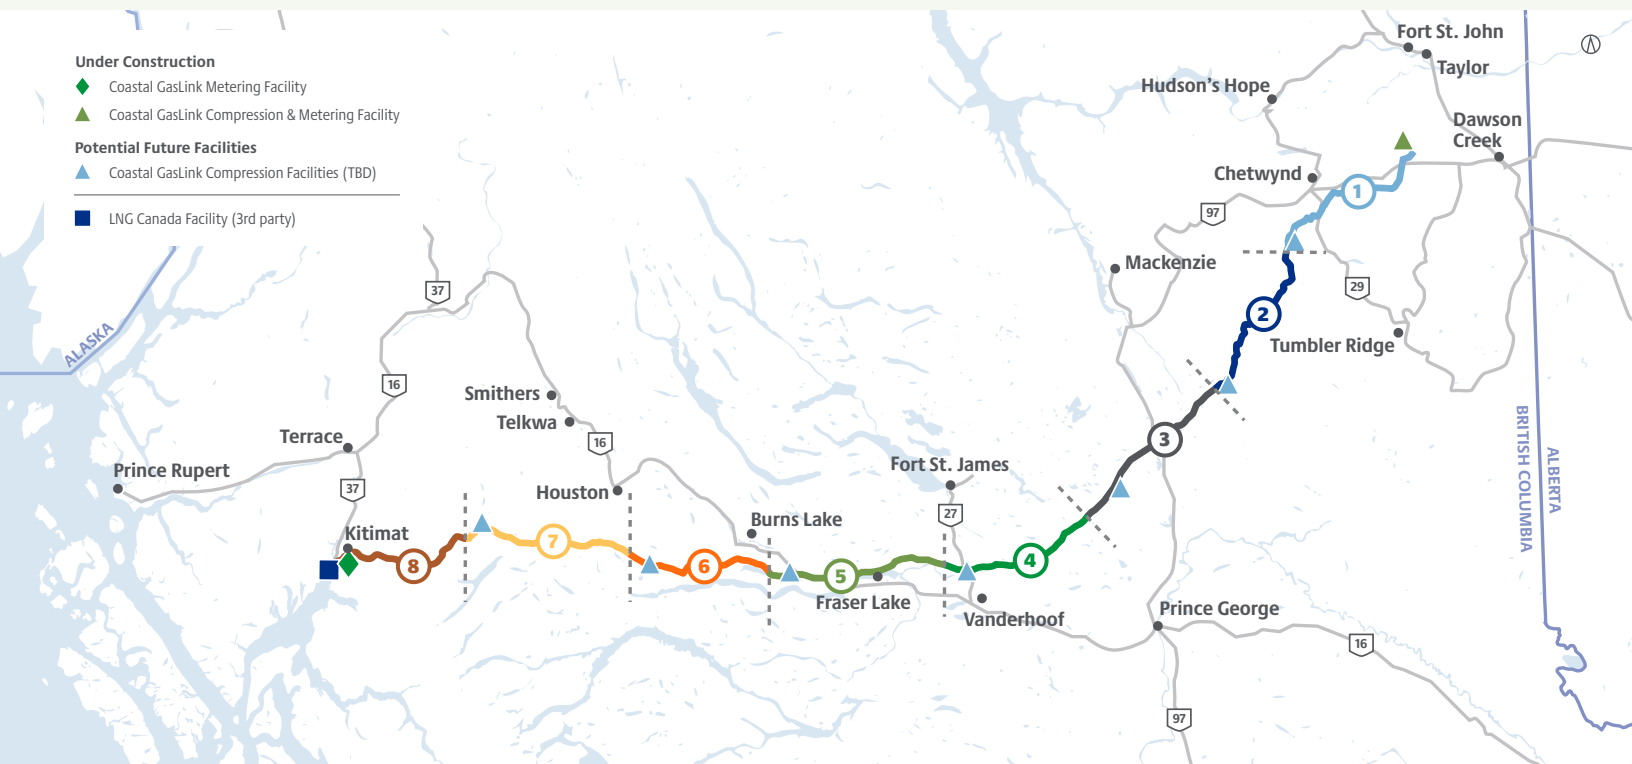 Under Construction
Coastal GasLink Metering Facility
Coastal GasLink Compression & Metering Facility
Potential Future Facilities
Coastal GasLink Compression Facilities (TBD)
LNG Canada Facility (3rd party)
Fort St. John
Taylor
Hudson's Hope
Dawson
Creek
Chetwynd
1
97
Mackenzie
29
37
2
Tumbler Ridge
ALASKA
16
Smithers
Telkwa
16
3
BRITISH COLUMBIA
ALBERTA
Terrace
Prince Rupert
37
Houston
Fort St. James
27
Burns Lake
Kitimat
8
7
6
5
4
Fraser Lake
Vanderhoof
Prince George
16
97